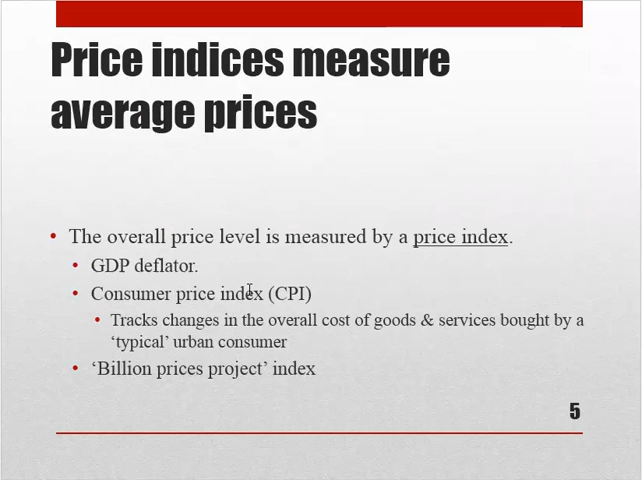 Price indices measure
average prices
• The overall price level is measured by a price index.
• GDP deflator.
• Consumer price index (CPI)
• Tracks changes in the overall cost of goods & services bought by a
‘typical’ urban consumer
• ‘Billion prices project’ index
5